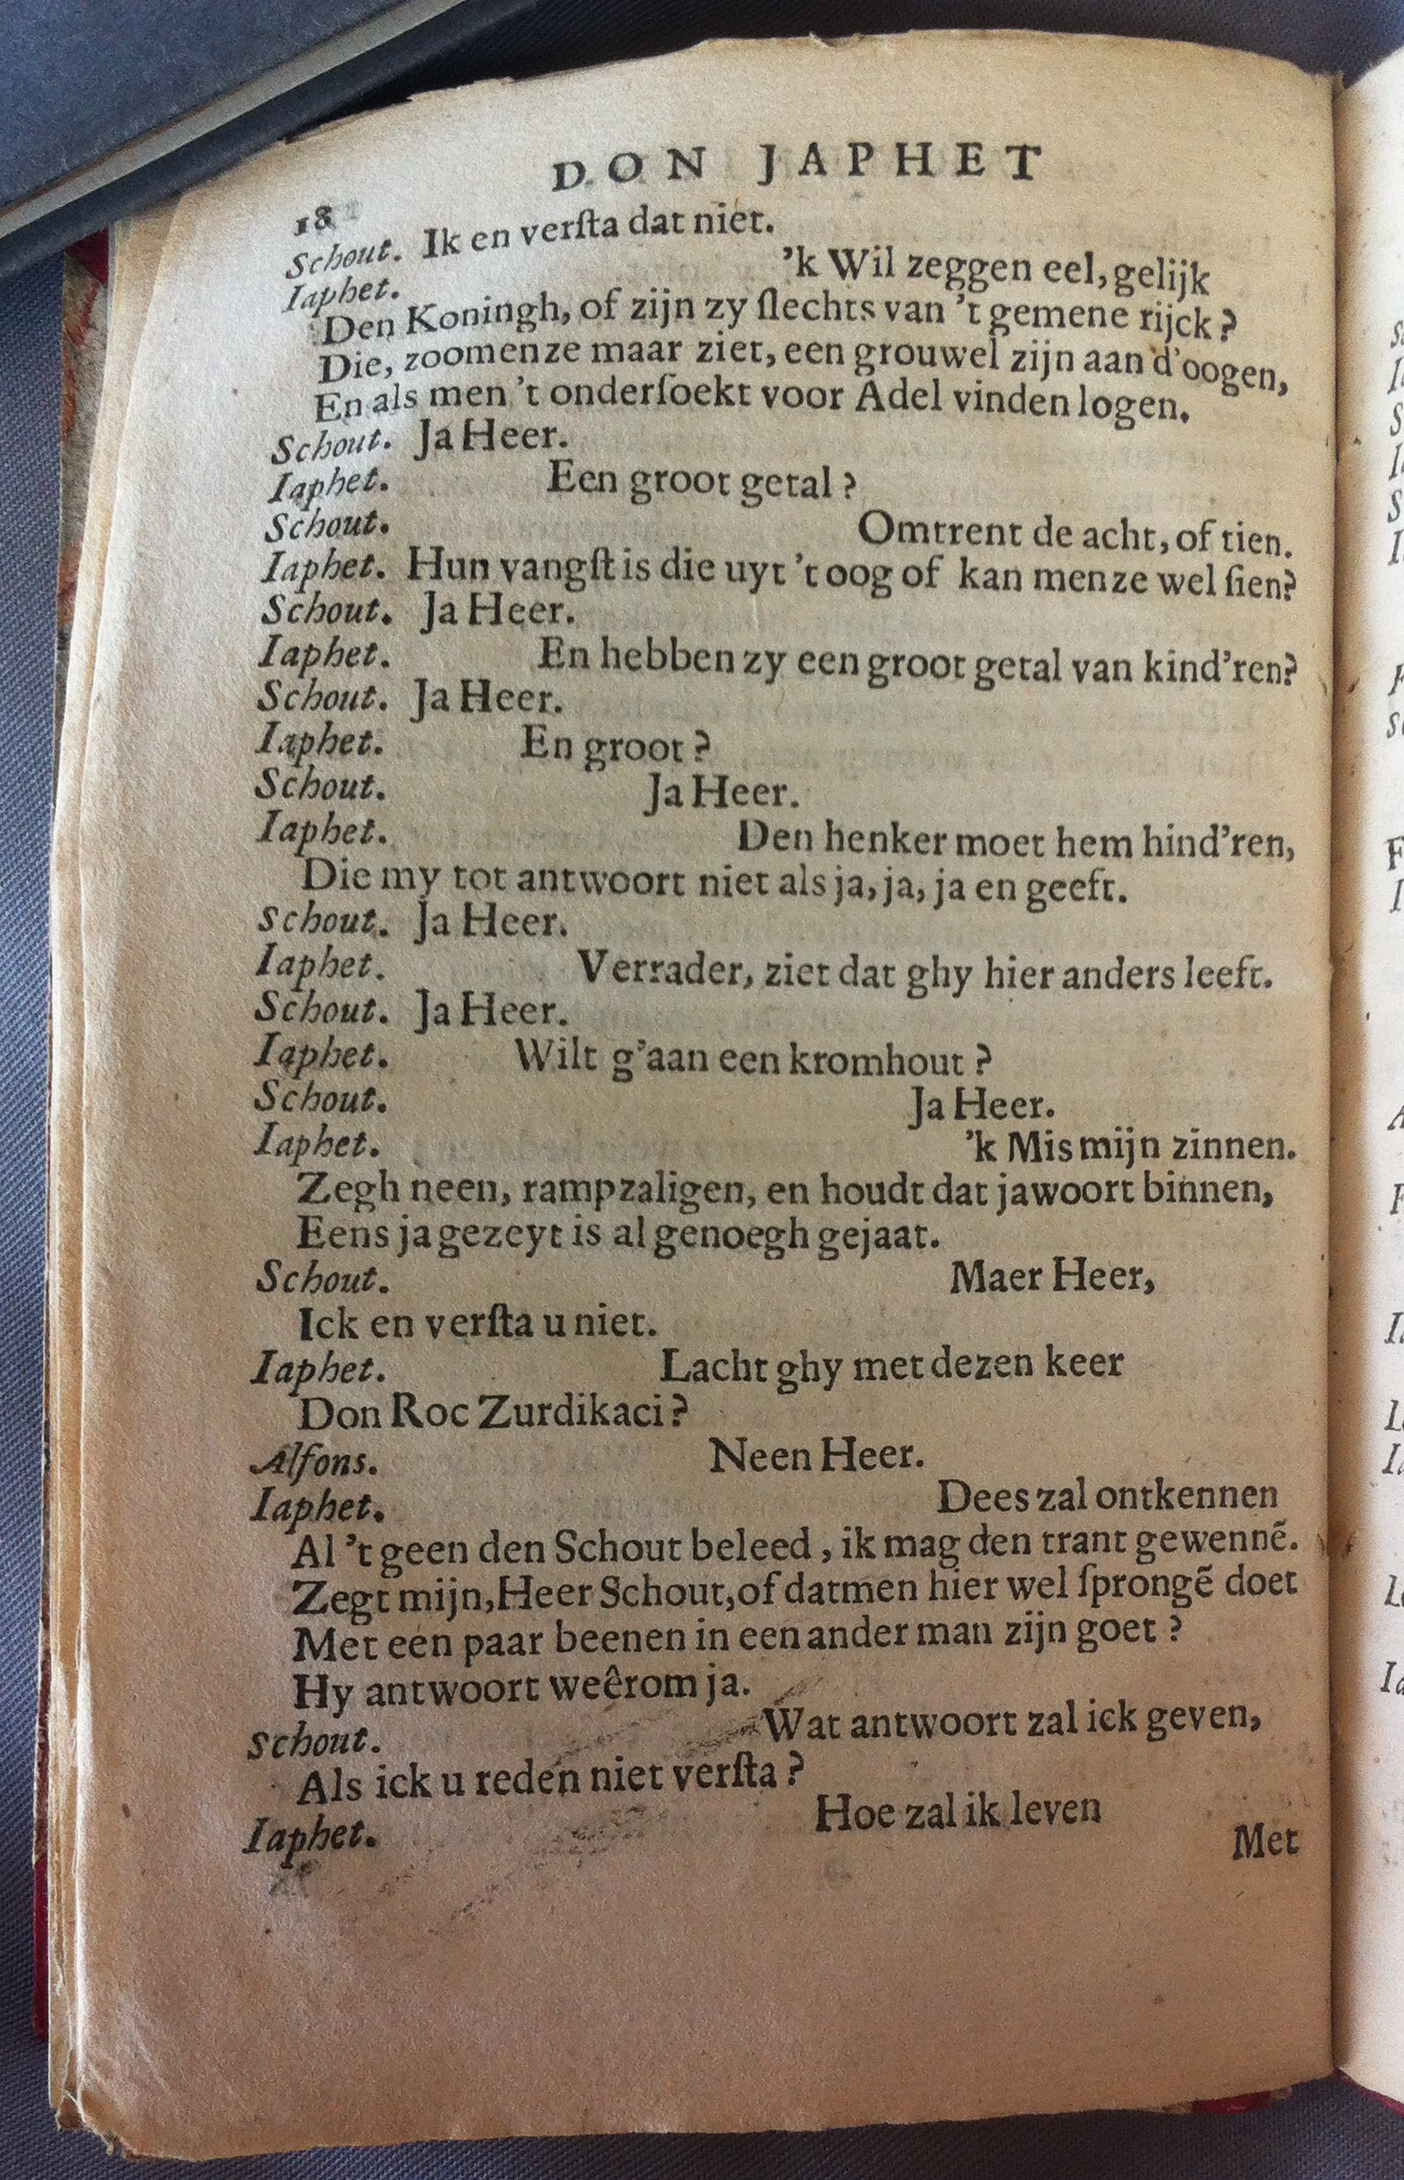 DON JAPHET
18
Schout. Ik en verſta dat niet.
Iaphet. 'k Wil zeggen eel, gelijk
Den Koningh, of zijn zy ſlechts van 't gemene rijck?
Die, zoomenze maar ziet, een grouwel zijn aan d'oogen,
En als men 't onderſoekt voor Adel vinden logen.
Schout. Ja Heer.
Iaphet. Een groot getal?
Schout. Omtrent de acht, of tien.
Iaphet. Hun vangſt is die uyt 't oog of kan menze wel ſien?
Schout. Ja Heer.
Iaphet. En hebben zy een groot getal van kind'ren?
Schout. Ja Heer.
Iaphet. En groot?
Schout. Ja Heer.
Iaphet. Den henker moet hem hind'ren,
Die my tot antwoort niet als ja, ja, ja en geeft.
Schout. Ja Heer.
Iaphet. Verrader, ziet dat ghy hier anders leeft.
Schout. Ja Heer.
Iaphet. Wilt g'aan een kromhout?
Schout. Ja Heer.
Iaphet. 'k Mis mijn zinnen.
Zegh neen, rampzaligen, en houdt dat jawoort binnen,
Eens ja gezeyt is al genoegh gejaat.
Schout. Maer Heer,
Ick en verſta u niet.
Iaphet. Lacht ghy met dezen keer
Don Roc Zurdikaci?
Alfons. Neen Heer.
Iaphet. Dees zal ontkennen
Al 't geen den Schout beleed, ik mag den trant gewennẽ.
Zegt mijn, Heer Schout, of datmen hier wel ſprongẽ doet
Met een paar beenen in een ander man zijn goet?
Hy antwoort weêrom ja.
Schout. Wat antwoort zal ick geven,
Als ick u reden niet verſta?
Iaphet. Hoe zal ik leven
Met